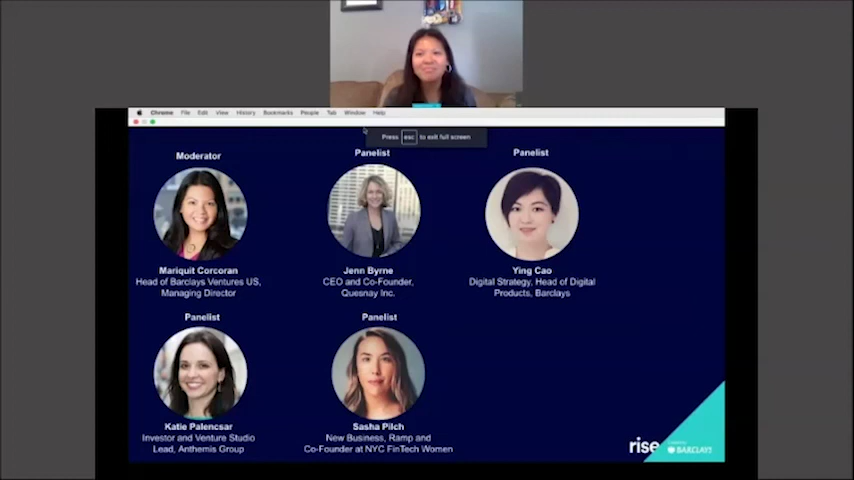 Chrome File Edit View History Bookmarks People Tab Window Help
Press esc to exit full screen
Moderator
Mariquit Corcoran
Head of Barclays Ventures US,
Managing Director
Panelist
Jenn Byrne
CEO and Co-Founder,
Quesnay Inc.
Panelist
Ying Cao
Digital Strategy, Head of Digital
Products, Barclays
Panelist
Katie Palencsar
Investor and Venture Studio
Lead, Anthemis Group
Panelist
Sasha Pilch
New Business, Ramp and
Co-Founder at NYC FinTech Women
rise
BARCLAYS